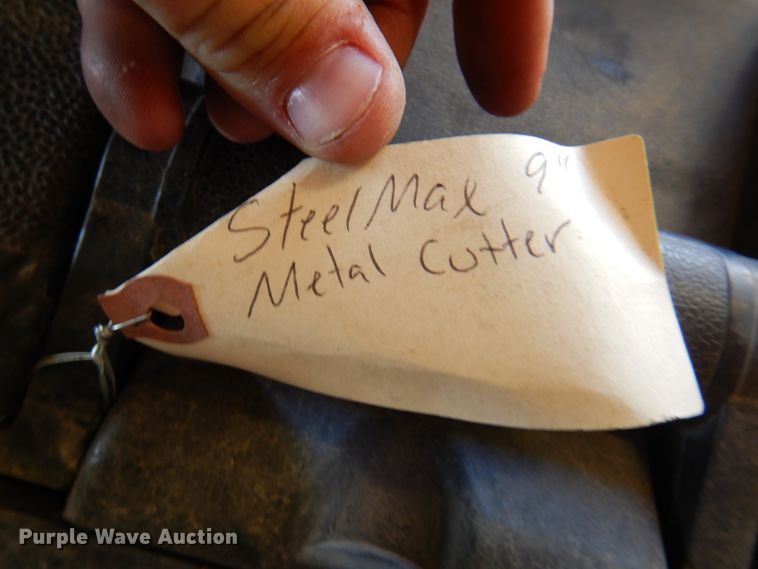 SteelMax 9"
Metal Cutter
Purple Wave Auction